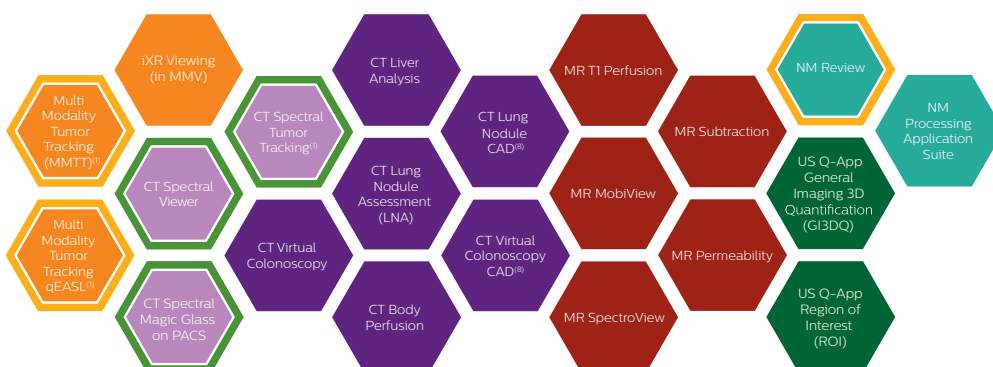 iXR Viewing
(in MMV)
Multi
Modality
Tumor
Tracking
(MMTT)(1)
CT Spectral
Tumor
Tracking(1)
CT Spectral
Viewer
Multi
Modality
Tumor
Tracking
qEASL(1)
CT Spectral
Magic Glass
on PACS
CT Virtual
Colonoscopy
CT Liver
Analysis
CT Lung
Nodule
CAD(8)
CT Lung
Nodule
Assessment
(LNA)
CT Virtual
Colonoscopy
CAD(8)
CT Body
Perfusion
MR T1 Perfusion
MR Subtraction
MR MobiView
MR Permeability
MR SpectroView
NM Review
NM
Processing
Application
Suite
US Q-App
General
Imaging 3D
Quantification
(GI3DQ)
US Q-App
Region of
Interest
(ROI)